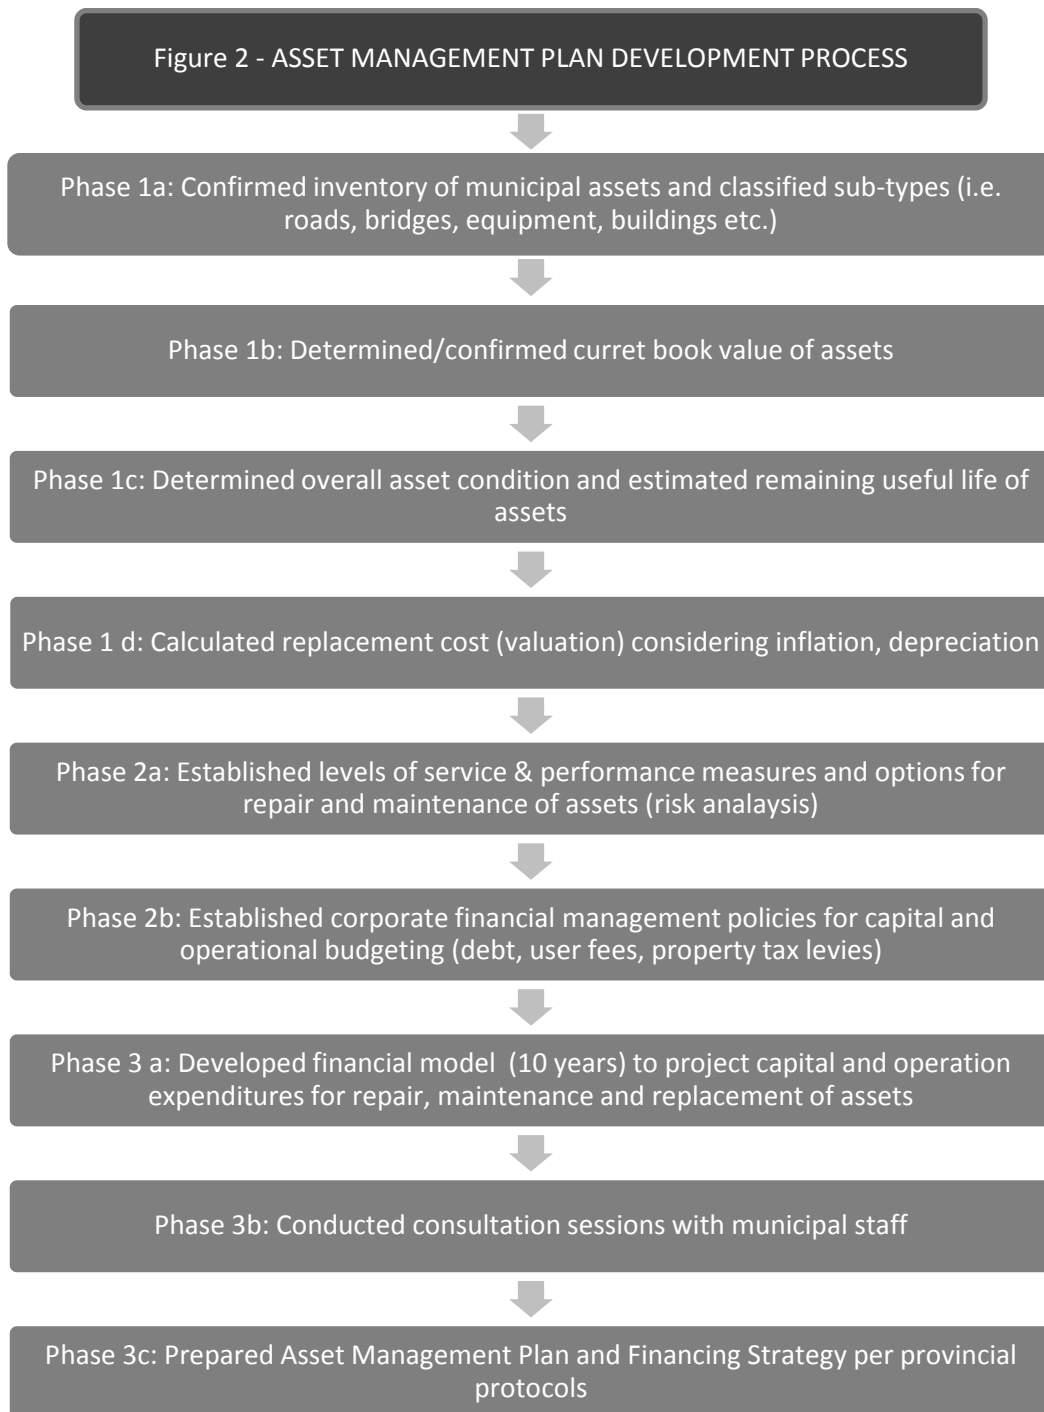 Figure 2 - ASSET MANAGEMENT PLAN DEVELOPMENT PROCESS
Phase 1a: Confirmed inventory of municipal assets and classified sub-types (i.e.
roads, bridges, equipment, buildings etc.)
Phase 1b: Determined/confirmed curret book value of assets
Phase 1c: Determined overall asset condition and estimated remaining useful life of
assets
Phase 1 d: Calculated replacement cost (valuation) considering inflation, depreciation
Phase 2a: Established levels of service & performance measures and options for
repair and maintenance of assets (risk analaysis)
Phase 2b: Established corporate financial management policies for capital and
operational budgeting (debt, user fees, property tax levies)
Phase 3 a: Developed financial model  (10 years) to project capital and operation
expenditures for repair, maintenance and replacement of assets
Phase 3b: Conducted consultation sessions with municipal staff
Phase 3c: Prepared Asset Management Plan and Financing Strategy per provincial
protocols